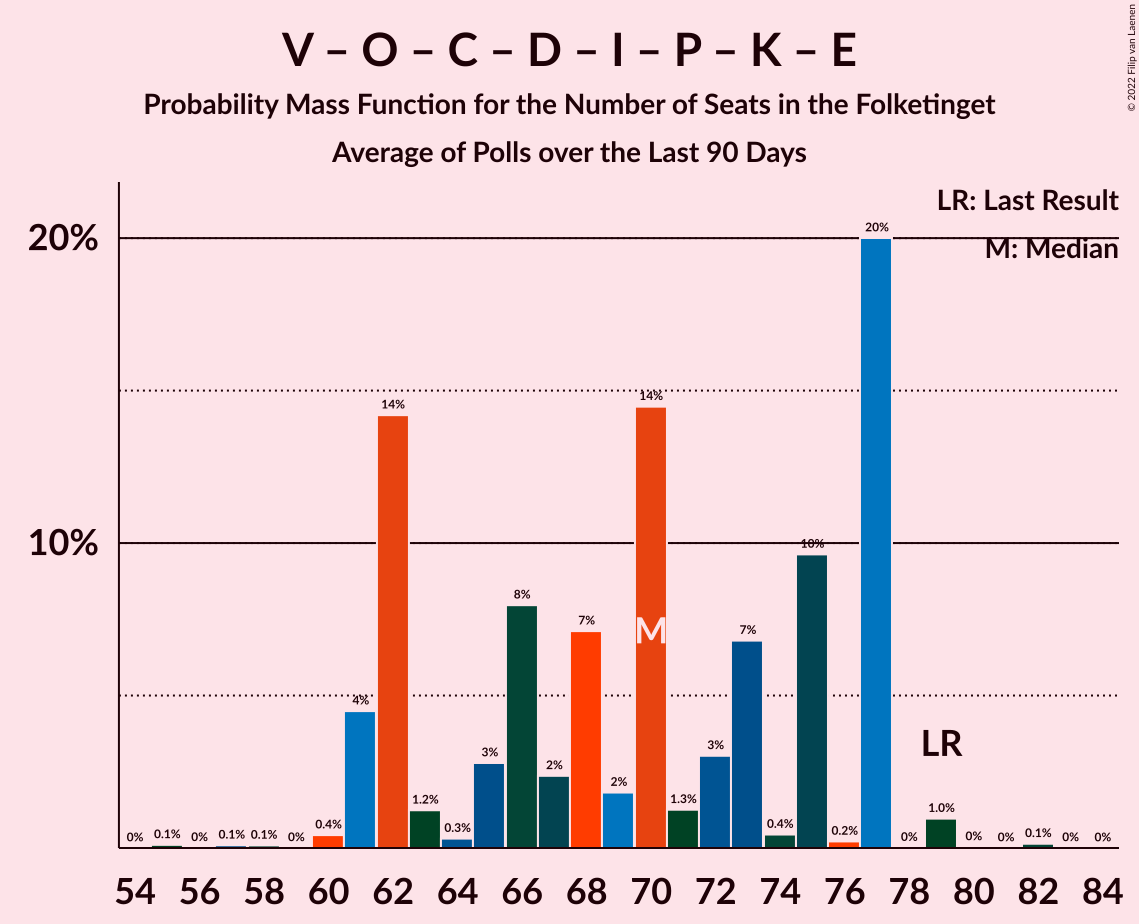 V – O – C – D – I – P – K – E
Probability Mass Function for the Number of Seats in the Folketinget
Average of Polls over the Last 90 Days
© 2022 Filip van Laenen
LR: Last Result
M: Median
20%
10%
0% 0.1% 0% 0.1% 0.1% 0% 0.4% 4% 14% 1.2% 0.3% 3% 8% 2% 7% 2% 14% 1.3% 3% 7% 0.4% 10% 0.2% 20% 0% 1.0% 0% 0% 0.1% 0% 0%
M
LR
54 56 58 60 62 64 66 68 70 72 74 76 78 80 82 84